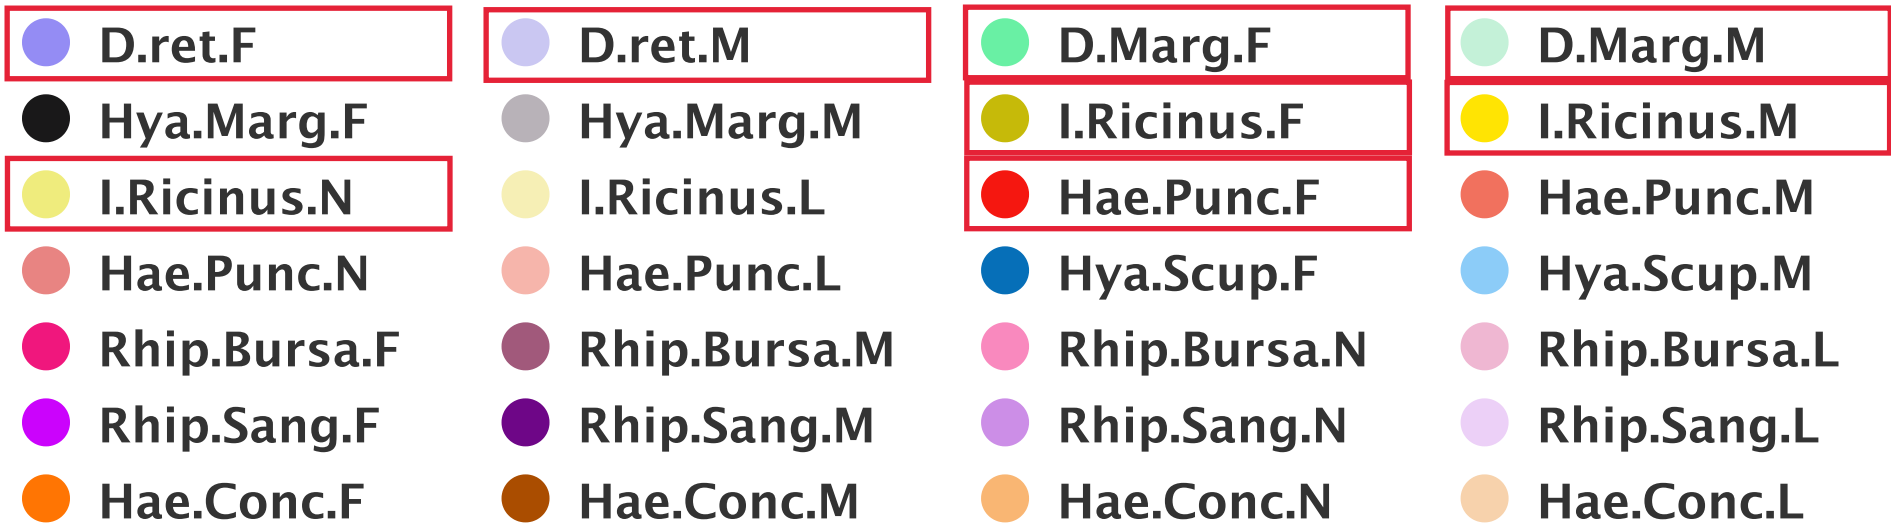 D.ret.F D.ret.M D.Marg.F D.Marg.M
Hya.Marg.F Hya.Marg.M I.Ricinus.F I.Ricinus.M
I.Ricinus.N I.Ricinus.L Hae.Punc.F Hae.Punc.M
Hae.Punc.N Hae.Punc.L Hya.Scup.F Hya.Scup.M
Rhip.Bursa.F Rhip.Bursa.M Rhip.Bursa.N Rhip.Bursa.L
Rhip.Sang.F Rhip.Sang.M Rhip.Sang.N Rhip.Sang.L
Hae.Conc.F Hae.Conc.M Hae.Conc.N Hae.Conc.L